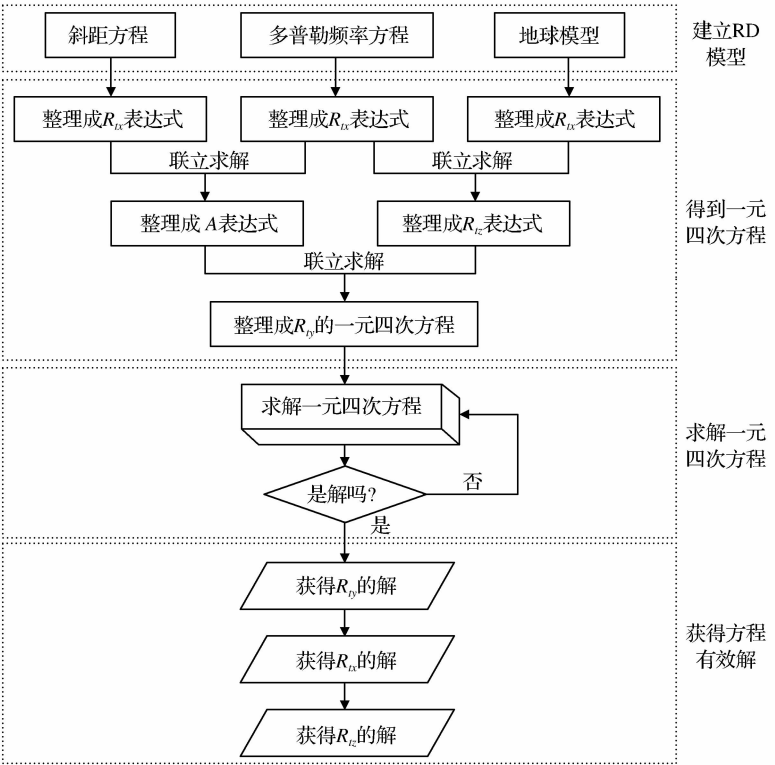 斜距方程
多普勒频率方程
地球模型
建立RD
模型
整理成Rtx表达式
整理成Rtx表达式
整理成Rtx表达式
联立求解
联立求解
整理成 A表达式
整理成Rtz表达式
得到一元
四次方程
联立求解
整理成Rty的一元四次方程
求解一元四次方程
求解一元
四次方程
是解吗?
否
是
获得Rty的解
获得Rtx的解
获得方程
有效解
获得Rtz的解